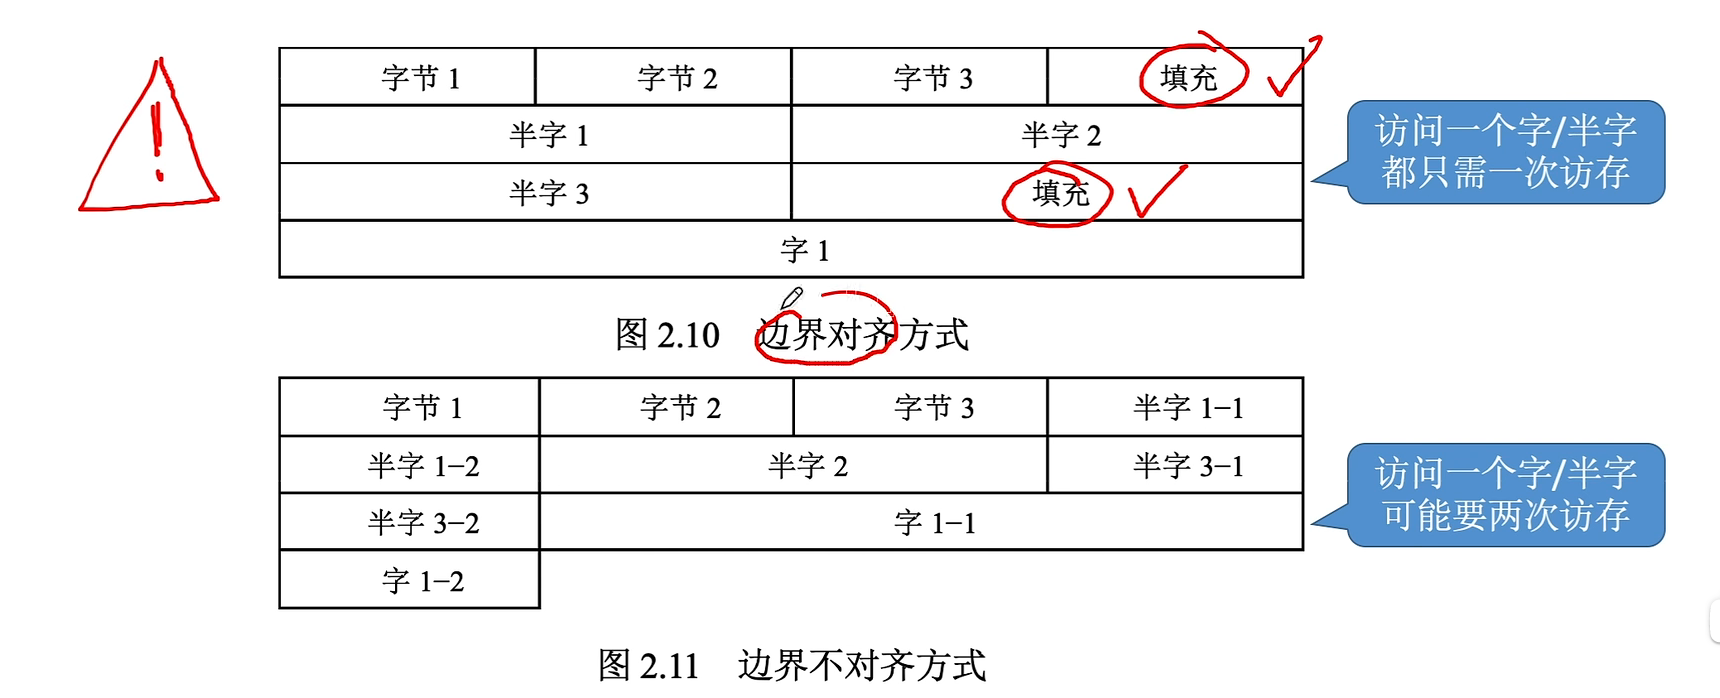 字节 1 字节 2 字节 3 填充
半字 1 半字 2
半字 3 填充
字 1
访问一个字/半字
都只需一次访存
图 2.10 边界对齐方式
字节 1 字节 2 字节 3 半字 1−1
半字 1−2 半字 2 半字 3−1
半字 3−2 字 1−1
字 1−2
访问一个字/半字
可能要两次访存
图 2.11 边界不对齐方式
!